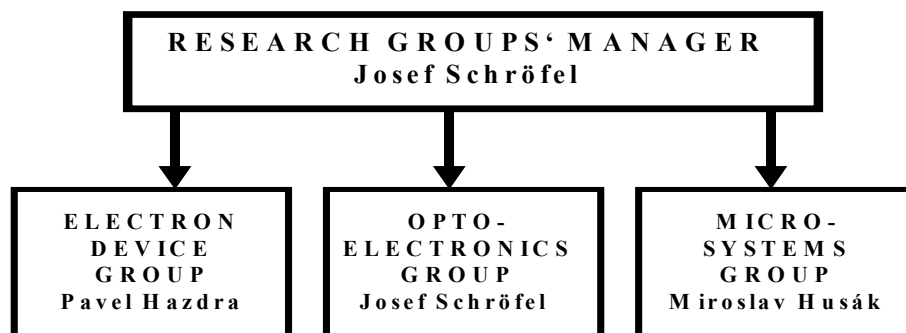 RESEARCH GROUPS‘ MANAGER
Josef Schröfel
ELECTRON
DEVICE
GROUP
Pavel Hazdra
OPTO-
ELECTRONICS
GROUP
Josef Schröfel
MICRO-
SYSTEMS
GROUP
Miroslav Husák